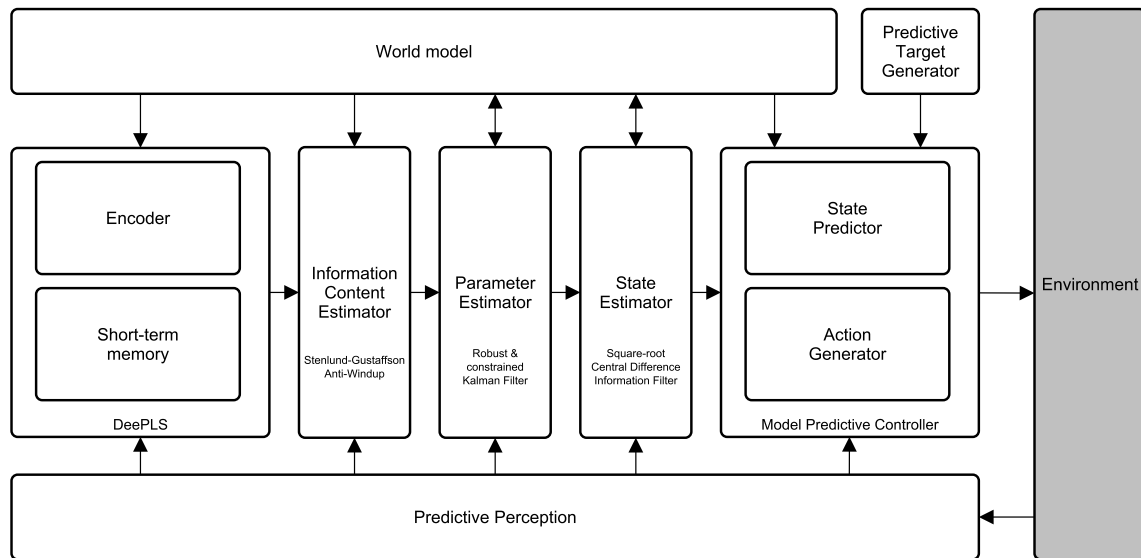 World model
Predictive
Target
Generator
Encoder
Short-term
memory
DeePLS
Information
Content
Estimator
Stenlund-Gustaffson
Anti-Windup
Parameter
Estimator
Robust &
constrained
Kalman Filter
State
Estimator
Square-root
Central Difference
Information Filter
State
Predictor
Action
Generator
Model Predictive Controller
Environment
Predictive Perception